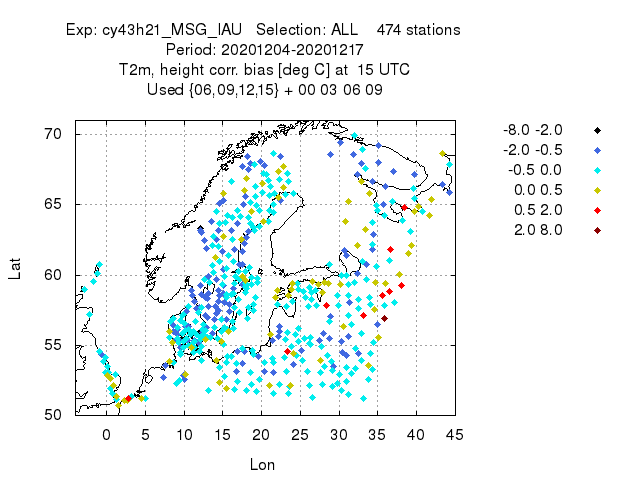 Exp: cy43h21_MSG_IAU Selection: ALL 474 stations
Period: 20201204-20201217
T2m, height corr. bias [deg C] at 15 UTC
Used {06,09,12,15} + 00 03 06 09
-8.0 -2.0
-2.0 -0.5
-0.5 0.0
0.0 0.5
0.5 2.0
2.0 8.0
Lat
70
65
60
55
50
0 5 10 15 20 25 30 35 40 45
Lon